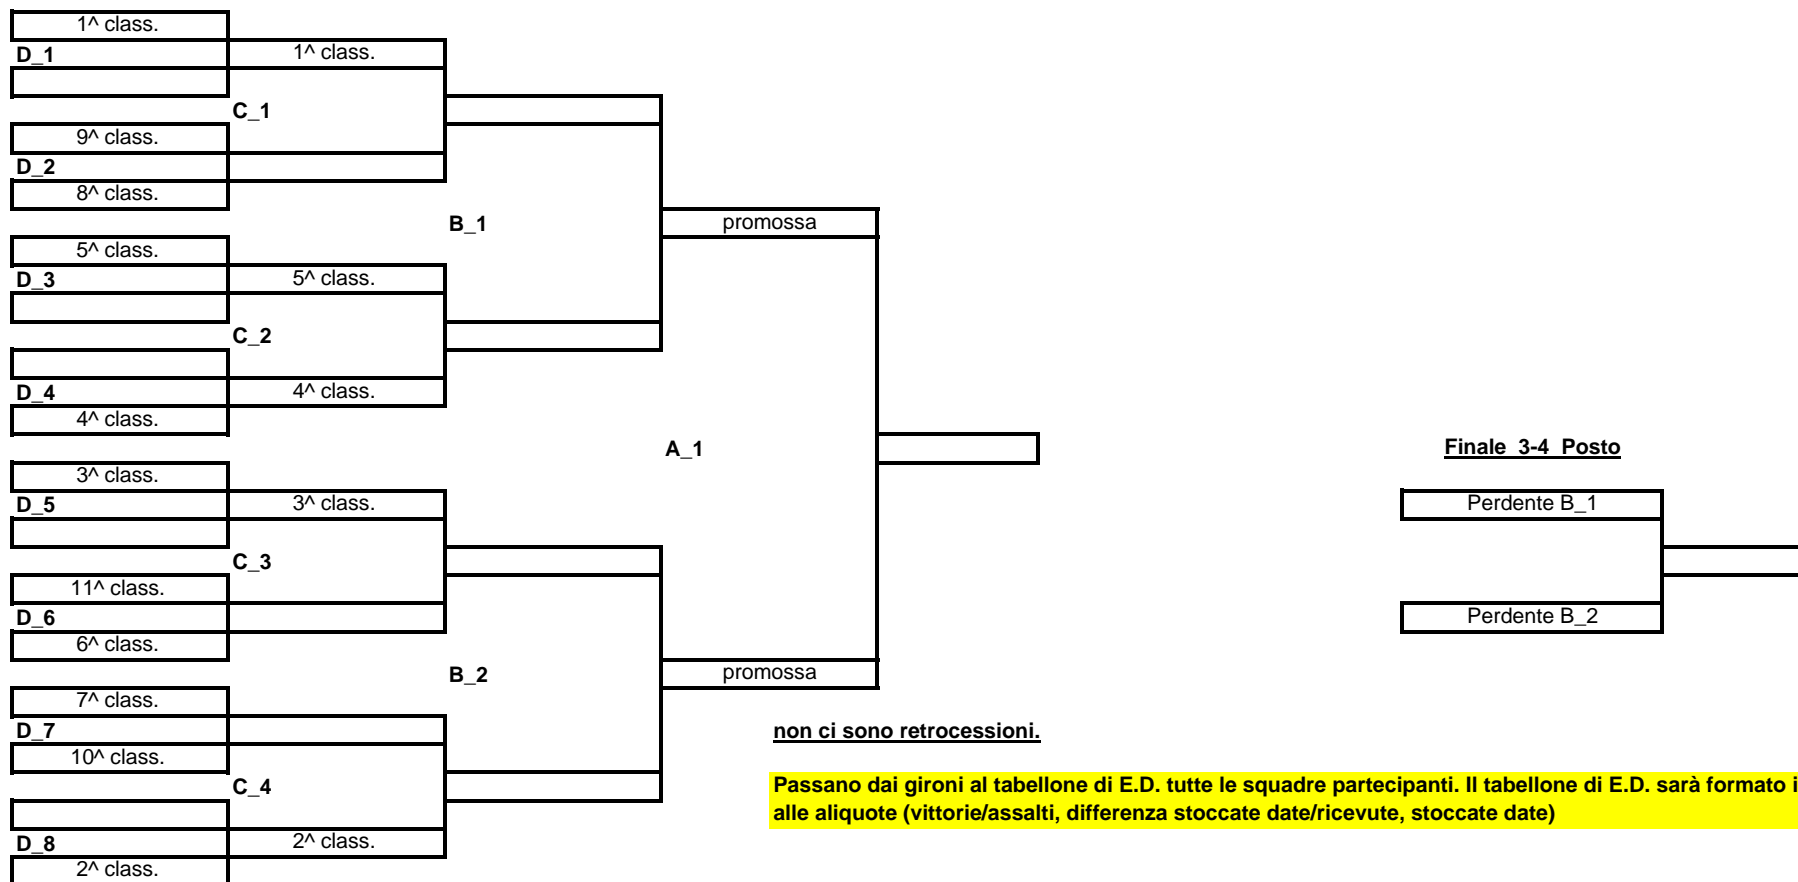 1^ class.
D_1
1^ class.
C_1
9^ class.
D_2
8^ class.
B_1
promossa
5^ class.
D_3
5^ class.
C_2
D_4
4^ class.
4^ class.
A_1
Finale 3-4 Posto
3^ class.
D_5
3^ class.
Perdente B_1
C_3
11^ class.
D_6
Perdente B_2
6^ class.
B_2
promossa
7^ class.
D_7
non ci sono retrocessioni.
10^ class.
C_4
Passano dai gironi al tabellone di E.D. tutte le squadre partecipanti. Il tabellone di E.D. sarà formato i
alle aliquote (vittorie/assalti, differenza stoccate date/ricevute, stoccate date)
D_8
2^ class.
2^ class.